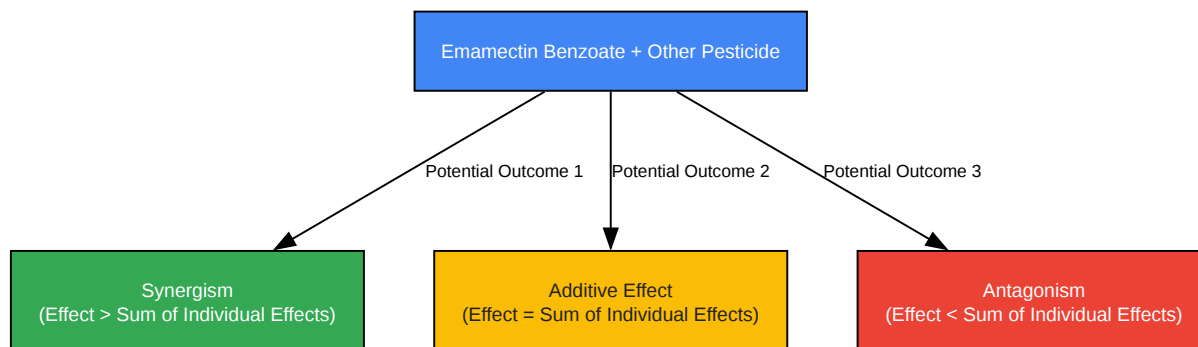 Emamectin Benzoate + Other Pesticide
Potential Outcome 1
Potential Outcome 2
Potential Outcome 3
Synergism
(Effect > Sum of Individual Effects)
Additive Effect
(Effect = Sum of Individual Effects)
Antagonism
(Effect < Sum of Individual Effects)